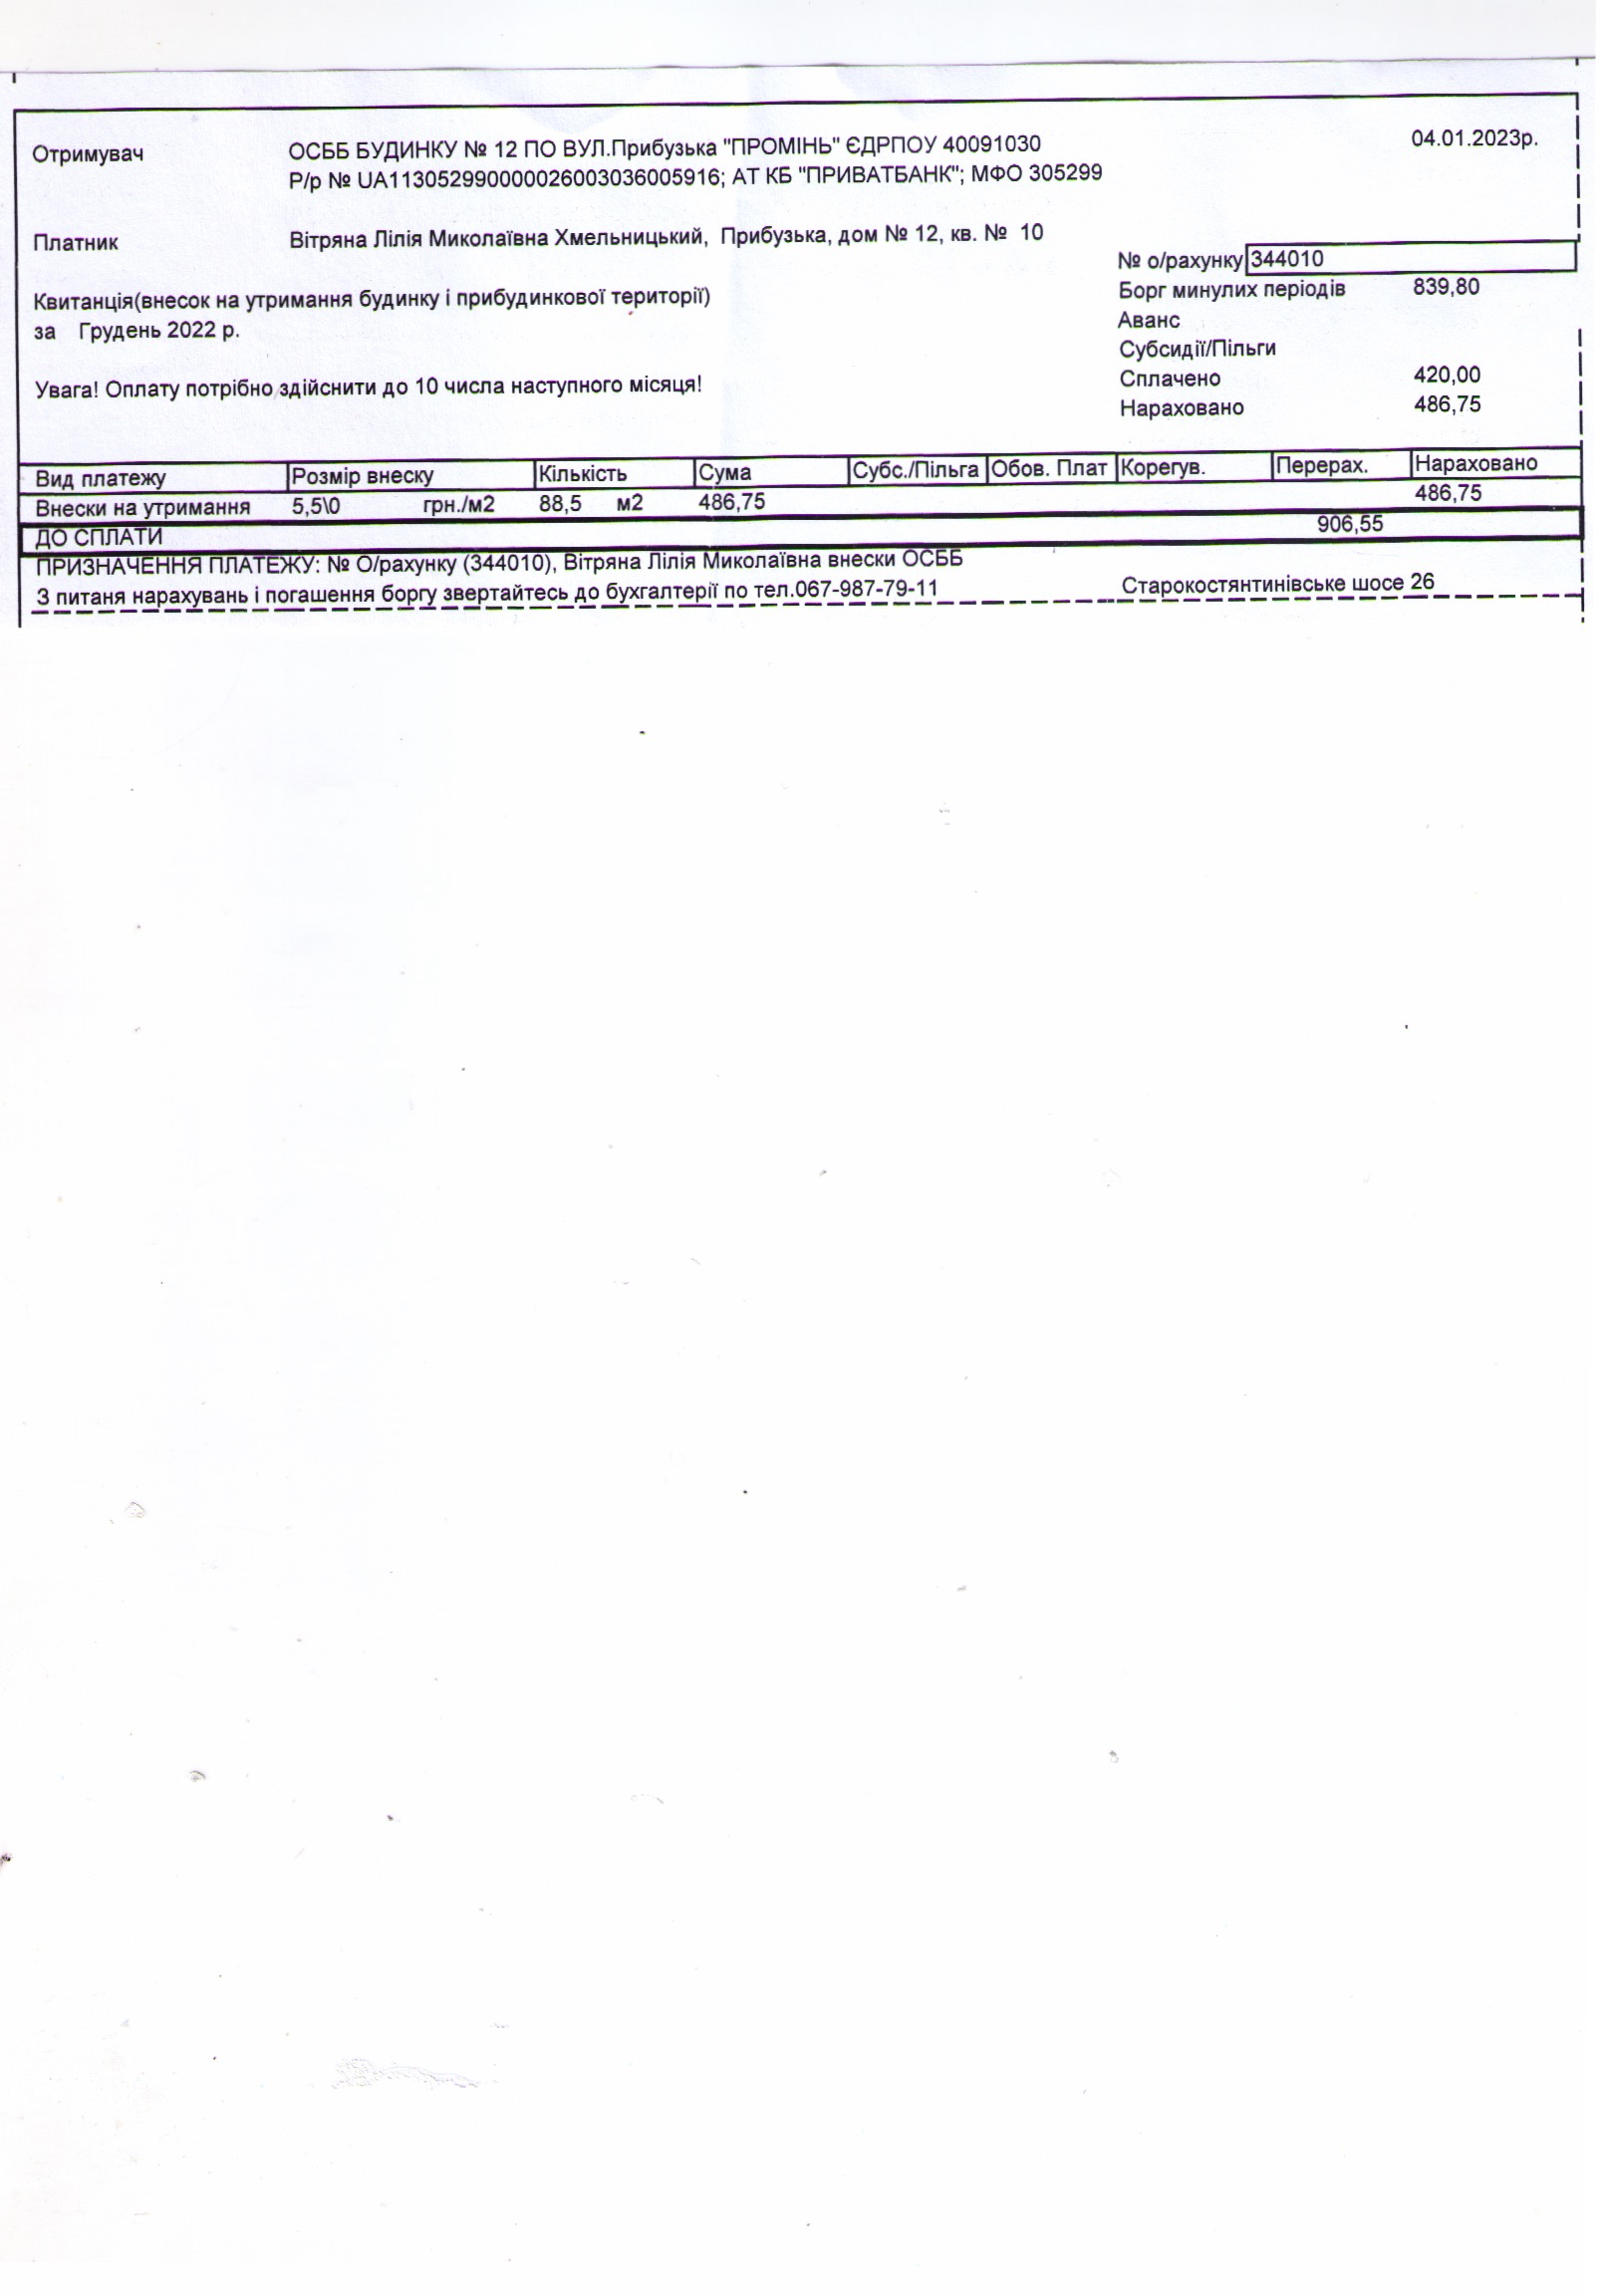 04.01.2023р.
Отримувач ОСББ БУДИНКУ № 12 ПО ВУЛ.Прибузька "ПРОМІНЬ" ЄДРПОУ 40091030
Р/р № UA113052990000026003036005916; АТ КБ "ПРИВАТБАНК"; МФО 305299
Платник Вітряна Лілія Миколаївна Хмельницький, Прибузька, дом № 12, кв. № 10
№ о/рахунку 344010
Квитанція(внесок на утримання будинку і прибудинкової території) Борг минулих періодів 839,80
за Грудень 2022 р. Аванс
Субсидії/Пільги
Увага! Оплату потрібно здійснити до 10 числа наступного місяця! Сплачено 420,00
Нараховано 486,75
Вид платежу Розмір внеску Кількість Сума Субс./Пільга Обов. Плат Корегув. Перерах. Нараховано
Внески на утримання 5,5\0 грн./м2 88,5 м2 486,75 486,75
ДО СПЛАТИ 906,55
ПРИЗНАЧЕННЯ ПЛАТЕЖУ: № О/рахунку (344010), Вітряна Лілія Миколаївна внески ОСББ
З питаня нарахувань і погашення боргу звертайтесь до бухгалтерії по тел.067-987-79-11 Старокостянтинівське шосе 26